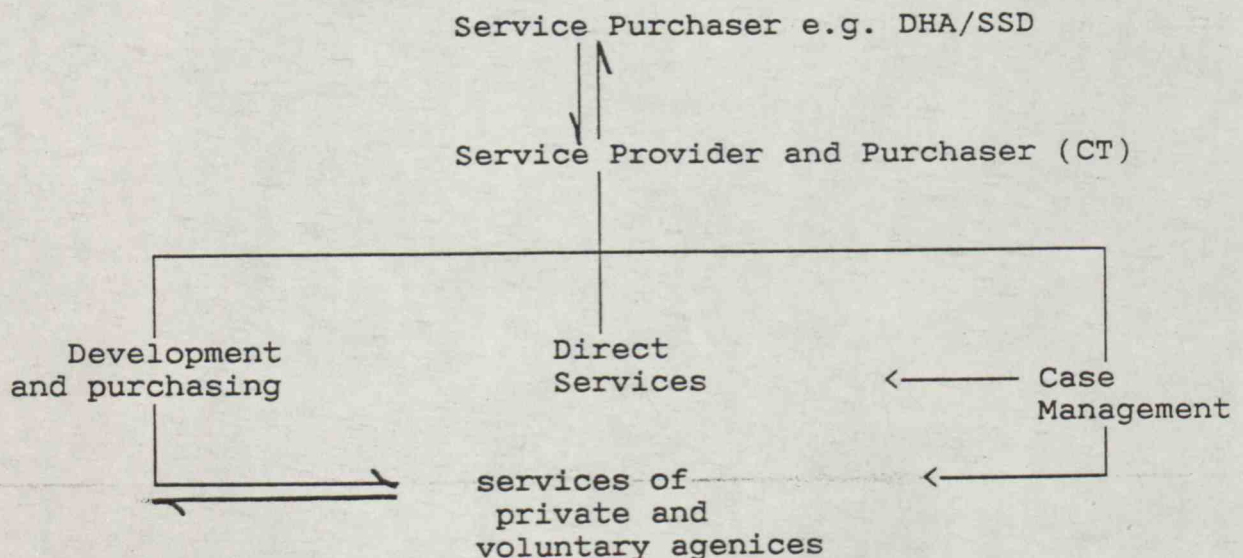 Service Purchaser e.g. DHA/SSD
Service Provider and Purchaser (CT)
Development
and purchasing
Direct
Services
Case
Management
services of
private and
voluntary agenices